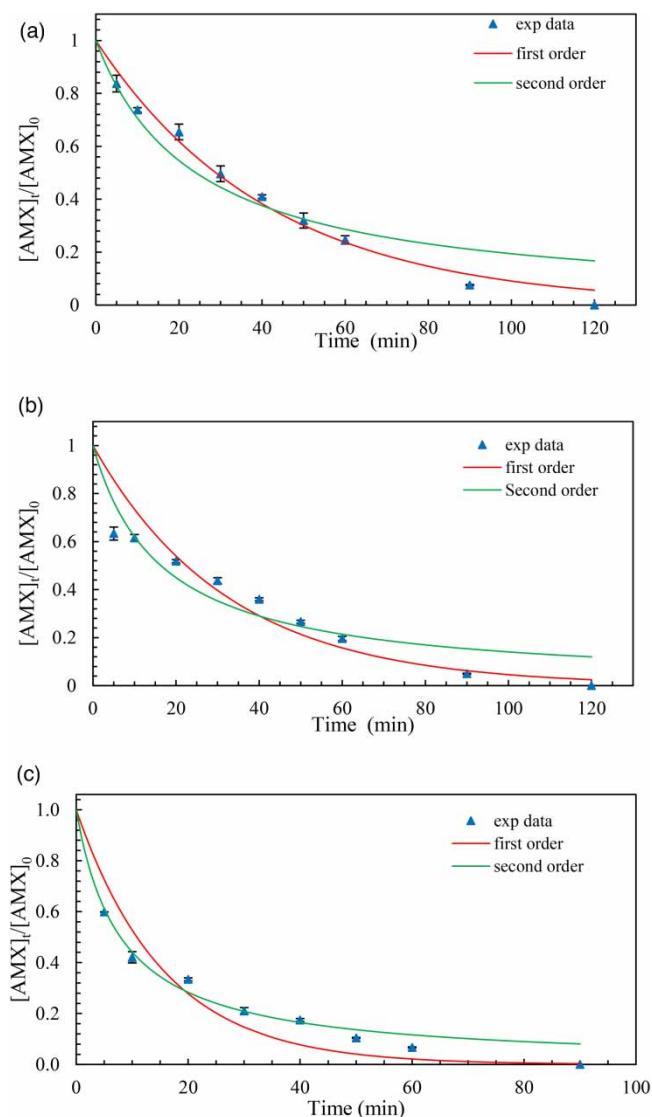 (a)
exp data
first order
second order
[AMX]t/[AMX]0
1
0.8
0.6
0.4
0.2
0
0 20 40 60 80 100 120
Time (min)
(b)
exp data
first order
Second order
[AMX]t/[AMX]0
1
0.8
0.6
0.4
0.2
0
0 20 40 60 80 100 120
Time (min)
(c)
exp data
first order
second order
[AMX]t/[AMX]0
1.0
0.8
0.6
0.4
0.2
0.0
0 20 40 60 80 100
Time (min)